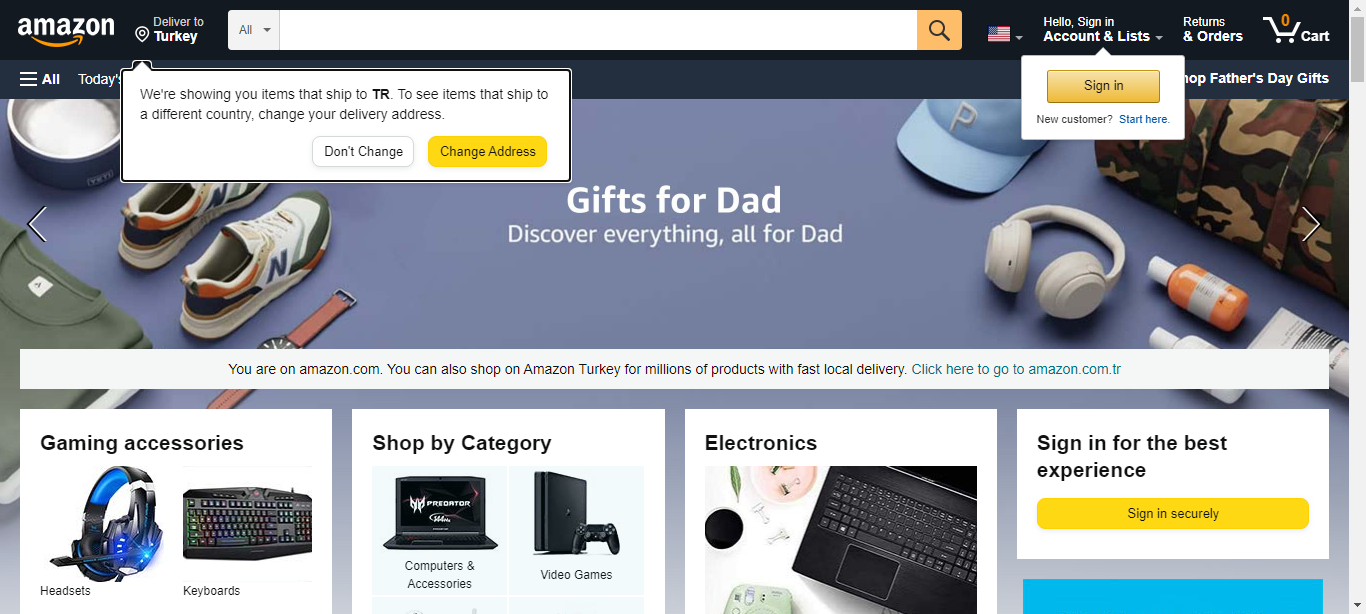 amazon
Deliver to
Turkey
All
Hello, Sign in
Account & Lists
Returns
& Orders
0
Cart
All
Today's
hop Father's Day Gifts
Sign in
New customer? Start here.
We're showing you items that ship to TR. To see items that ship to
a different country, change your delivery address.
Don't Change
Change Address
YETI
P
N
N
A
Gifts for Dad
Discover everything, all for Dad
You are on amazon.com. You can also shop on Amazon Turkey for millions of products with fast local delivery. Click here to go to amazon.com.tr
Gaming accessories
Headsets
Keyboards
Shop by Category
PREDATOR
Computers &
Accessories
Video Games
Electronics
Sign in for the best
experience
Sign in securely